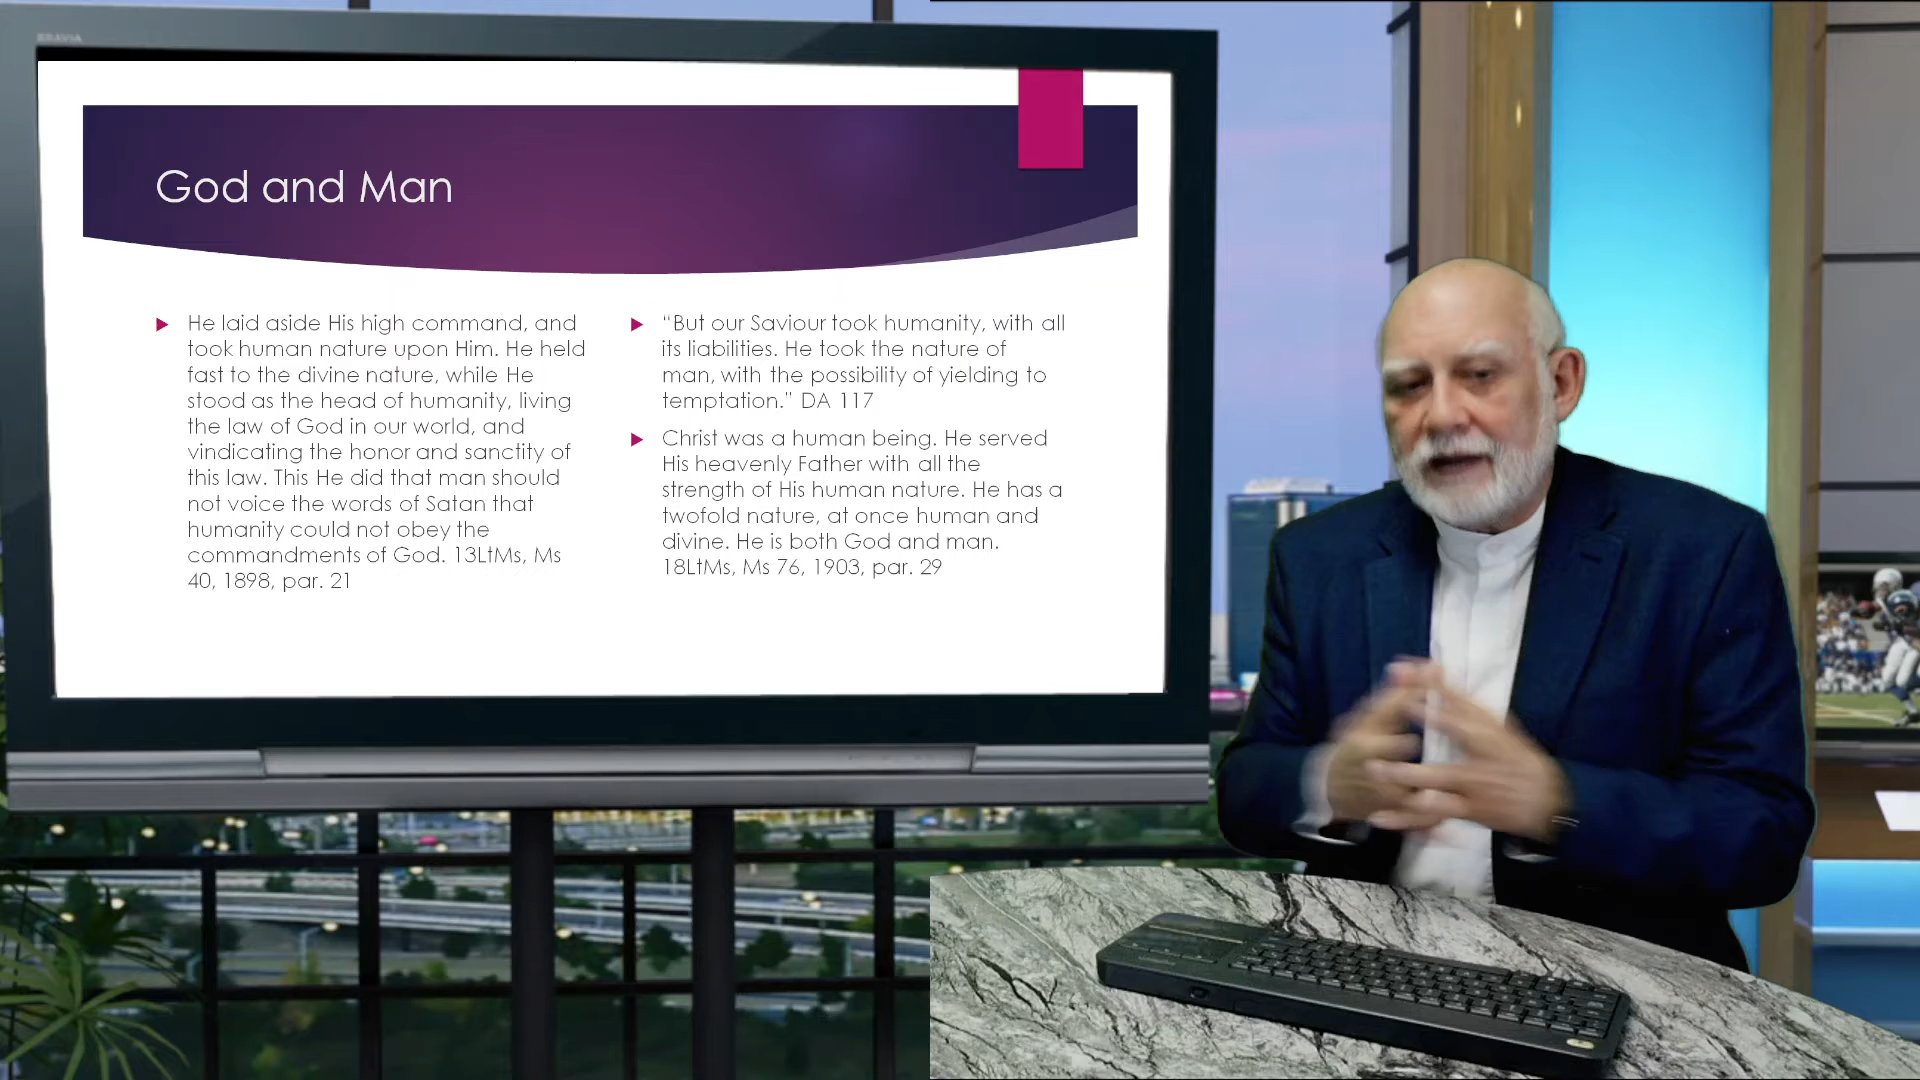 BRAVIA
God and Man
He laid aside His high command, and
took human nature upon Him. He held
fast to the divine nature, while He
stood as the head of humanity, living
the law of God in our world, and
vindicating the honor and sanctity of
this law. This He did that man should
not voice the words of Satan that
humanity could not obey the
commandments of God. 13LtMs, Ms
40, 1898, par. 21
“But our Saviour took humanity, with all
its liabilities. He took the nature of
man, with the possibility of yielding to
temptation.” DA 117
Christ was a human being. He served
His heavenly Father with all the
strength of His human nature. He has a
twofold nature, at once human and
divine. He is both God and man.
18LtMs, Ms 76, 1903, par. 29